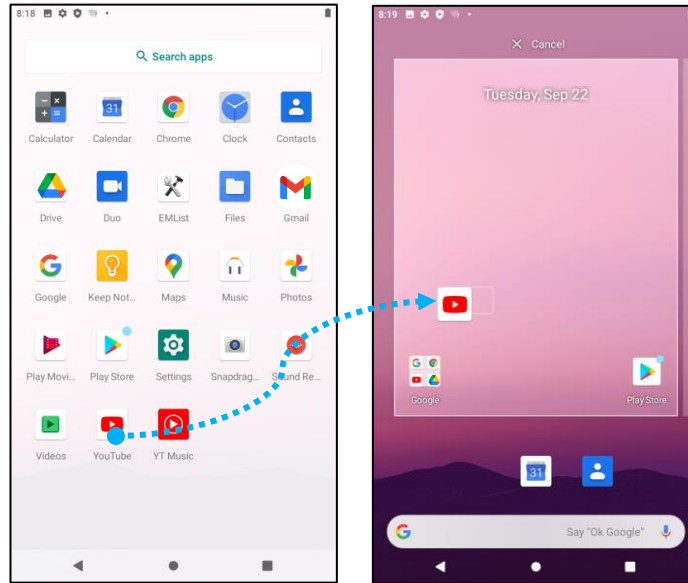 8:18
Search apps
Calculator Calendar Chrome Clock Contacts
31
Drive Duo EMList Files Gmail
Google Keep Not... Maps Music Photos
Play Movi... Play Store Settings Snapdrag... Sound Re...
Videos YouTube YT Music
8:19
Cancel
Tuesday, Sep 22
Google Play Store
31
Say "Ok Google"